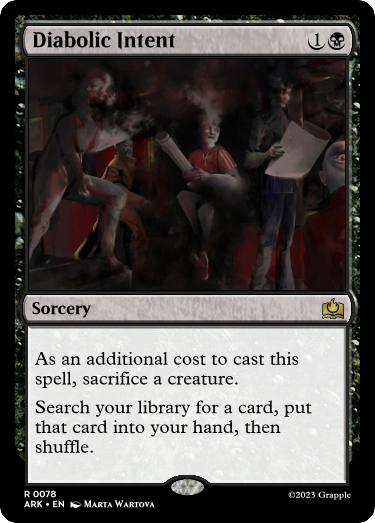 Diabolic Intent 1
Sorcery
As an additional cost to cast this
spell, sacrifice a creature.
Search your library for a card, put
that card into your hand, then
shuffle.
R 0078
ARK • EN Marta Wartova
©2023 Grapple